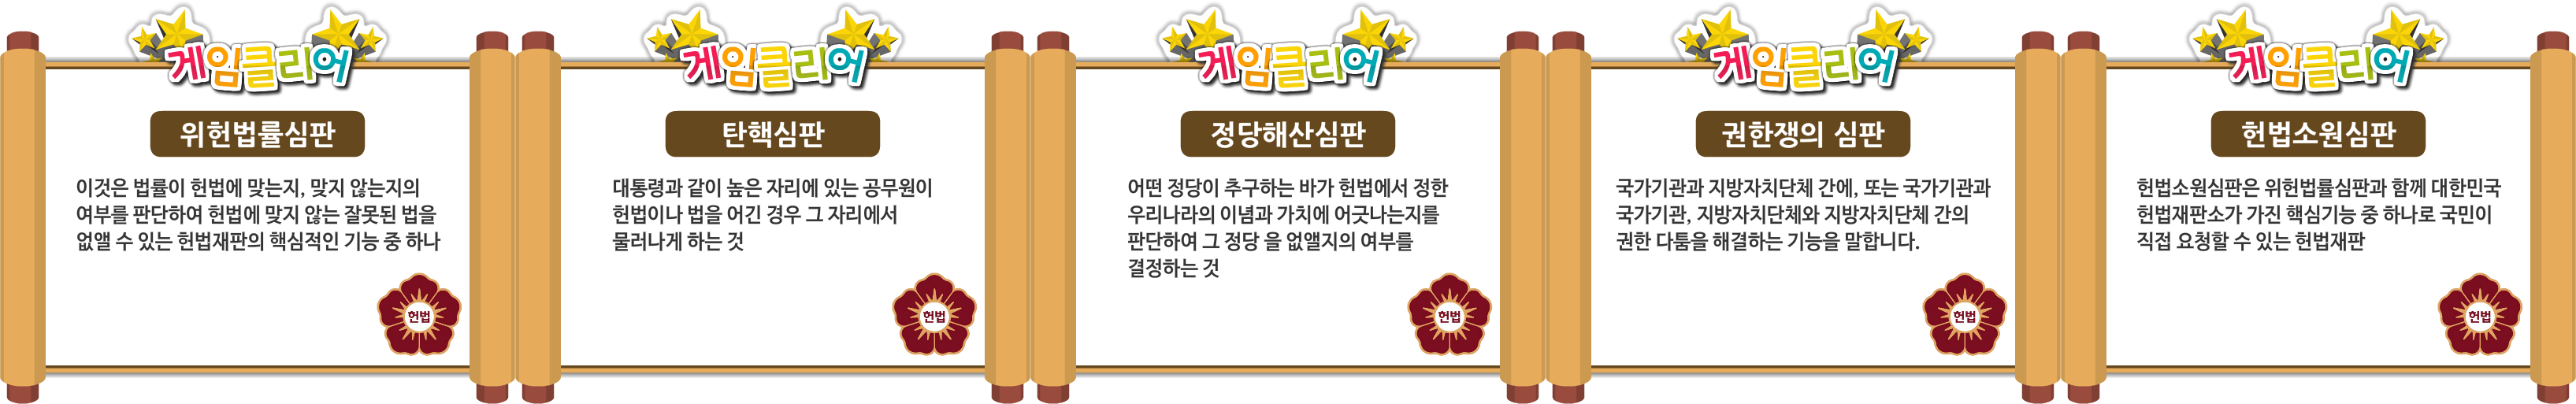 게임클리어
위헌법률심판
이것은 법률이 헌법에 맞는지, 맞지 않는지의
여부를 판단하여 헌법에 맞지 않는 잘못된 법을
없앨 수 있는 헌법재판의 핵심적인 기능 중 하나
헌법
게임클리어
탄핵심판
대통령과 같이 높은 자리에 있는 공무원이
헌법이나 법을 어긴 경우 그 자리에서
물러나게 하는 것
헌법
게임클리어
정당해산심판
어떤 정당이 추구하는 바가 헌법에서 정한
우리나라의 이념과 가치에 어긋나는지를
판단하여 그 정당 을 없앨지의 여부를
결정하는 것
헌법
게임클리어
권한쟁의 심판
국가기관과 지방자치단체 간에, 또는 국가기관과
국가기관, 지방자치단체와 지방자치단체 간의
권한 다툼을 해결하는 기능을 말합니다.
헌법
게임클리어
헌법소원심판
헌법소원심판은 위헌법률심판과 함께 대한민국
헌법재판소가 가진 핵심기능 중 하나로 국민이
직접 요청할 수 있는 헌법재판
헌법